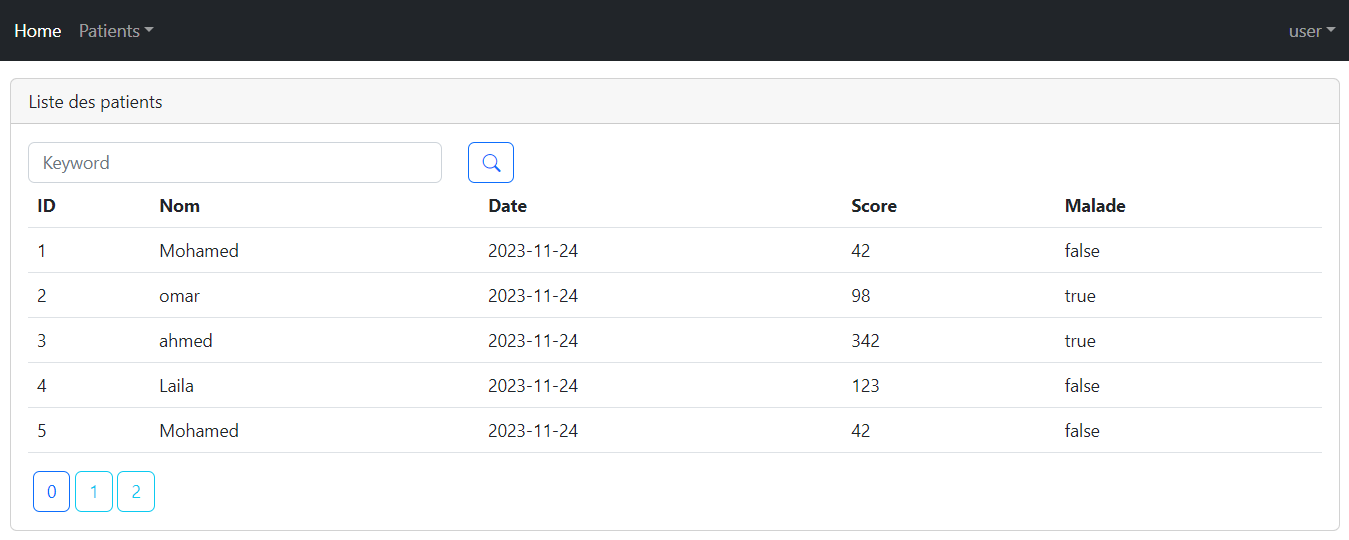 Home Patients user
Liste des patients
Keyword
ID Nom Date Score Malade
1 Mohamed 2023-11-24 42 false
2 omar 2023-11-24 98 true
3 ahmed 2023-11-24 342 true
4 Laila 2023-11-24 123 false
5 Mohamed 2023-11-24 42 false
0 1 2